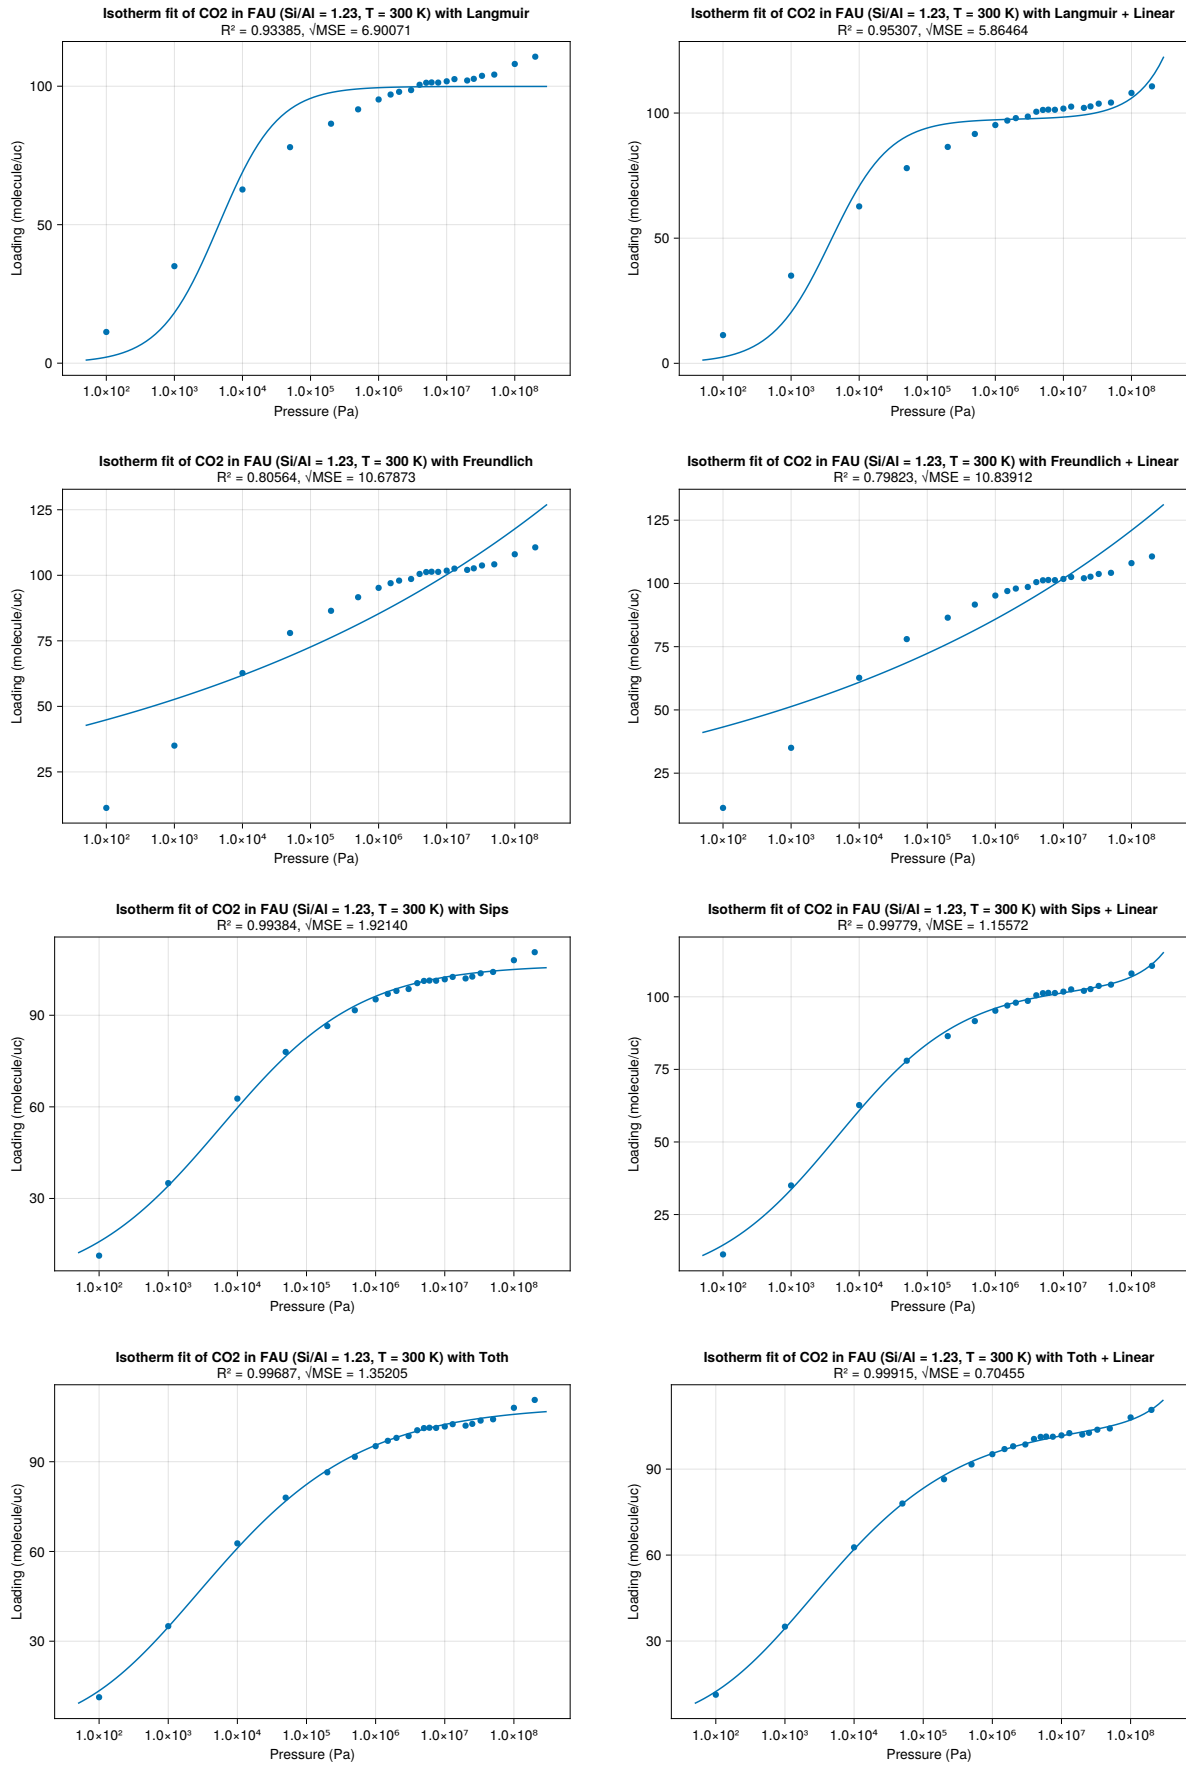 Isotherm fit of CO2 in FAU (Si/Al = 1.23, T = 300 K) with Langmuir
R² = 0.93385, √MSE = 6.90071
100
50
0
Loading (molecule/uc)
1.0×10² 1.0×10³ 1.0×10⁴ 1.0×10⁵ 1.0×10⁶ 1.0×10⁷ 1.0×10⁸
Pressure (Pa)
Isotherm fit of CO2 in FAU (Si/Al = 1.23, T = 300 K) with Langmuir + Linear
R² = 0.95307, √MSE = 5.86464
100
50
0
Loading (molecule/uc)
1.0×10² 1.0×10³ 1.0×10⁴ 1.0×10⁵ 1.0×10⁶ 1.0×10⁷ 1.0×10⁸
Pressure (Pa)
Isotherm fit of CO2 in FAU (Si/Al = 1.23, T = 300 K) with Freundlich
R² = 0.80564, √MSE = 10.67873
125
100
75
50
25
Loading (molecule/uc)
1.0×10² 1.0×10³ 1.0×10⁴ 1.0×10⁵ 1.0×10⁶ 1.0×10⁷ 1.0×10⁸
Pressure (Pa)
Isotherm fit of CO2 in FAU (Si/Al = 1.23, T = 300 K) with Freundlich + Linear
R² = 0.79823, √MSE = 10.83912
125
100
75
50
25
Loading (molecule/uc)
1.0×10² 1.0×10³ 1.0×10⁴ 1.0×10⁵ 1.0×10⁶ 1.0×10⁷ 1.0×10⁸
Pressure (Pa)
Isotherm fit of CO2 in FAU (Si/Al = 1.23, T = 300 K) with Sips
R² = 0.99384, √MSE = 1.92140
90
60
30
Loading (molecule/uc)
1.0×10² 1.0×10³ 1.0×10⁴ 1.0×10⁵ 1.0×10⁶ 1.0×10⁷ 1.0×10⁸
Pressure (Pa)
Isotherm fit of CO2 in FAU (Si/Al = 1.23, T = 300 K) with Sips + Linear
R² = 0.99779, √MSE = 1.15572
100
75
50
25
Loading (molecule/uc)
1.0×10² 1.0×10³ 1.0×10⁴ 1.0×10⁵ 1.0×10⁶ 1.0×10⁷ 1.0×10⁸
Pressure (Pa)
Isotherm fit of CO2 in FAU (Si/Al = 1.23, T = 300 K) with Toth
R² = 0.99687, √MSE = 1.35205
90
60
30
Loading (molecule/uc)
1.0×10² 1.0×10³ 1.0×10⁴ 1.0×10⁵ 1.0×10⁶ 1.0×10⁷ 1.0×10⁸
Pressure (Pa)
Isotherm fit of CO2 in FAU (Si/Al = 1.23, T = 300 K) with Toth + Linear
R² = 0.99915, √MSE = 0.70455
90
60
30
Loading (molecule/uc)
1.0×10² 1.0×10³ 1.0×10⁴ 1.0×10⁵ 1.0×10⁶ 1.0×10⁷ 1.0×10⁸
Pressure (Pa)